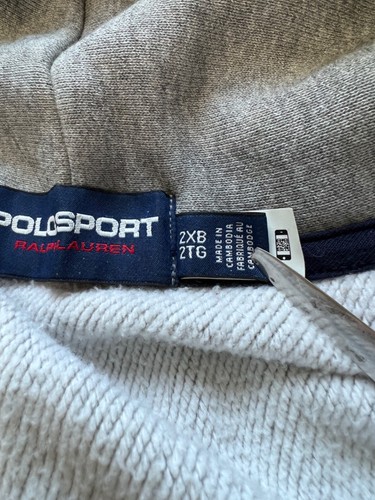 POLO SPORT
RALPH LAUREN
2XB
2TG
MADE IN
CAMBODIA
FABRIQUÉ AU
CAMBODGE